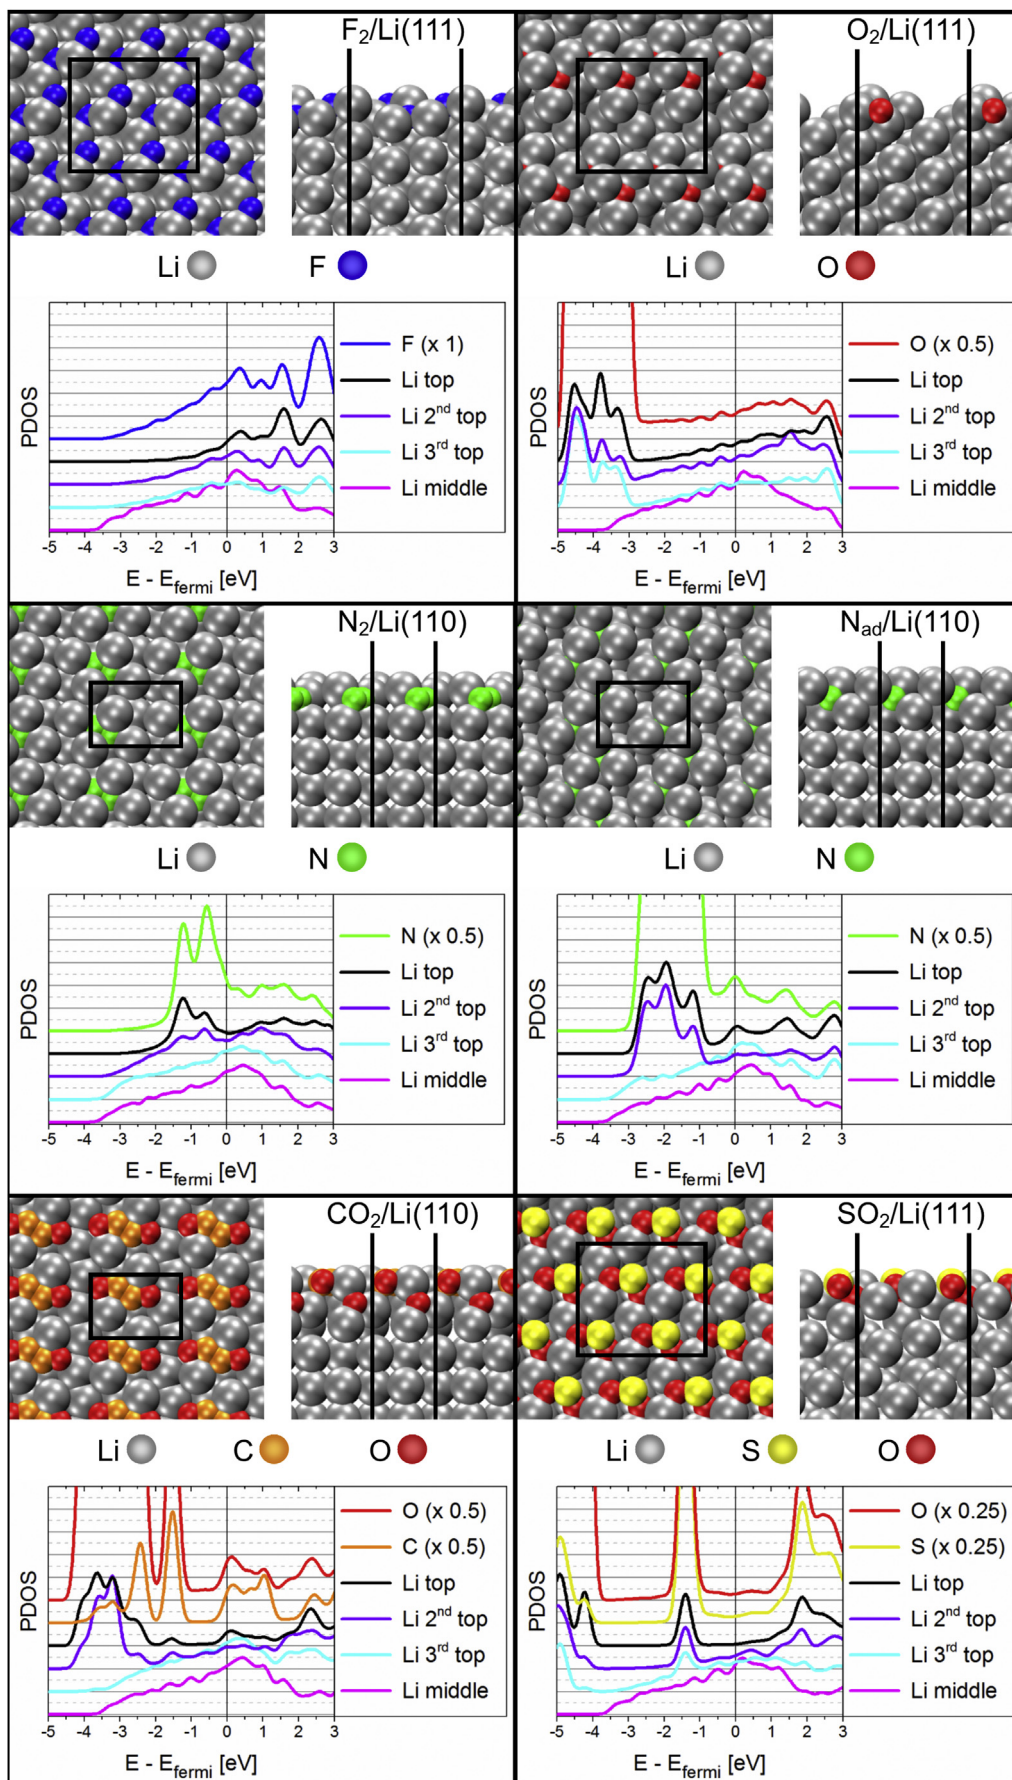 F₂/Li(111)
Li F
PDOS
F (x 1)
Li top
Li 2ⁿᵈ top
Li 3ʳᵈ top
Li middle
-5 -4 -3 -2 -1 0 1 2 3
E - E_fermi [eV]
O₂/Li(111)
Li O
PDOS
O (x 0.5)
Li top
Li 2ⁿᵈ top
Li 3ʳᵈ top
Li middle
-5 -4 -3 -2 -1 0 1 2 3
E - E_fermi [eV]
N₂/Li(110)
Li N
PDOS
N (x 0.5)
Li top
Li 2ⁿᵈ top
Li 3ʳᵈ top
Li middle
-5 -4 -3 -2 -1 0 1 2 3
E - E_fermi [eV]
N_ad/Li(110)
Li N
PDOS
N (x 0.5)
Li top
Li 2ⁿᵈ top
Li 3ʳᵈ top
Li middle
-5 -4 -3 -2 -1 0 1 2 3
E - E_fermi [eV]
CO₂/Li(110)
Li C O
PDOS
O (x 0.5)
C (x 0.5)
Li top
Li 2ⁿᵈ top
Li 3ʳᵈ top
Li middle
-5 -4 -3 -2 -1 0 1 2 3
E - E_fermi [eV]
SO₂/Li(111)
Li S O
PDOS
O (x 0.25)
S (x 0.25)
Li top
Li 2ⁿᵈ top
Li 3ʳᵈ top
Li middle
-5 -4 -3 -2 -1 0 1 2 3
E - E_fermi [eV]